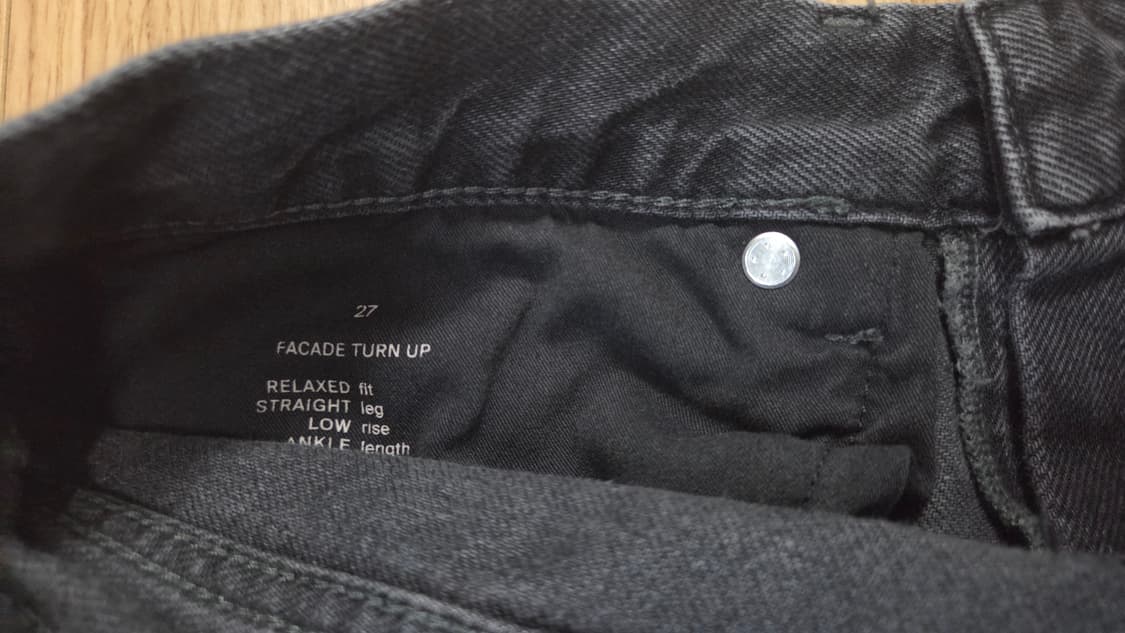 27
FACADE TURN UP
RELAXED fit
STRAIGHT leg
LOW rise
ANKLE length